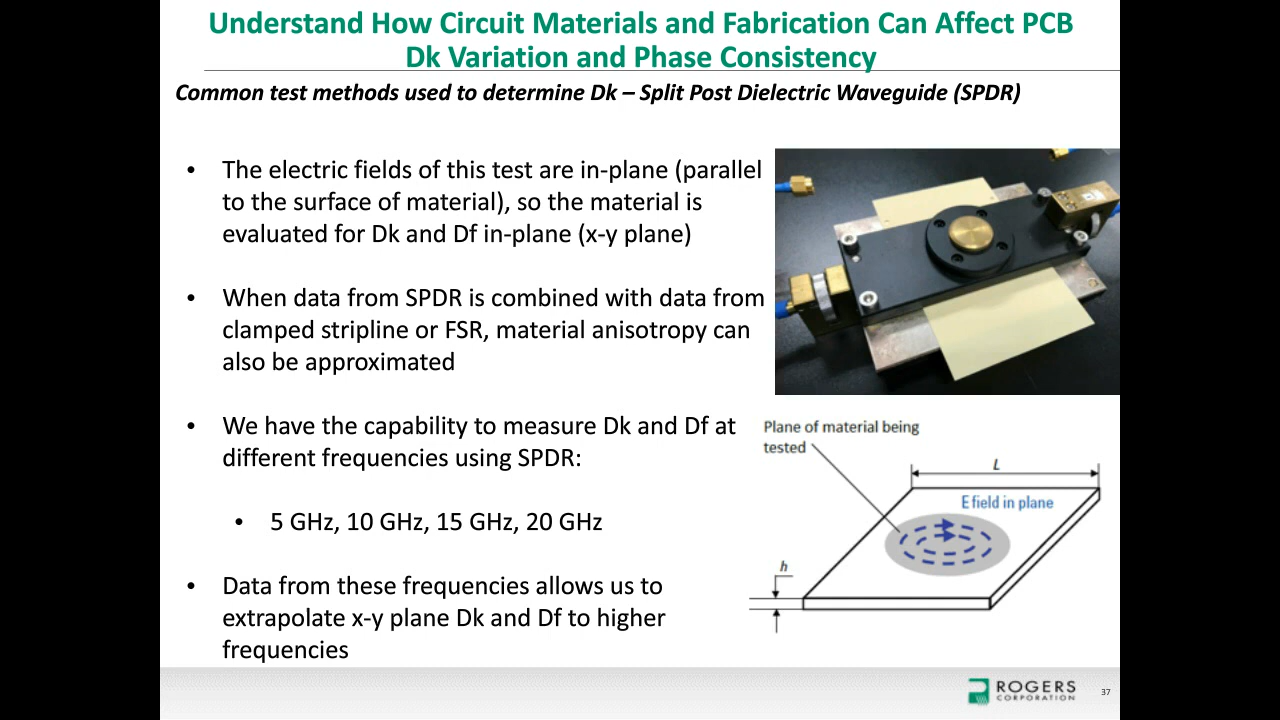 Understand How Circuit Materials and Fabrication Can Affect PCB
Dk Variation and Phase Consistency
Common test methods used to determine Dk – Split Post Dielectric Waveguide (SPDR)
• The electric fields of this test are in-plane (parallel
to the surface of material), so the material is
evaluated for Dk and Df in-plane (x-y plane)
• When data from SPDR is combined with data from
clamped stripline or FSR, material anisotropy can
also be approximated
• We have the capability to measure Dk and Df at
different frequencies using SPDR:
• 5 GHz, 10 GHz, 15 GHz, 20 GHz
• Data from these frequencies allows us to
extrapolate x-y plane Dk and Df to higher
frequencies
Plane of material being
tested
L
E field in plane
h
ROGERS
CORPORATION
37